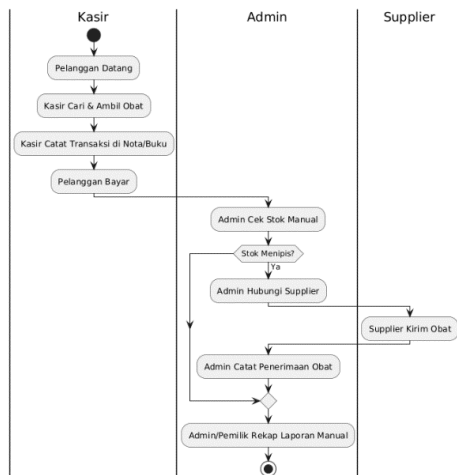 Kasir
Admin
Supplier
Pelanggan Datang
Kasir Cari & Ambil Obat
Kasir Catat Transaksi di Nota/Buku
Pelanggan Bayar
Admin Cek Stok Manual
Stok Menipis?
Ya
Admin Hubungi Supplier
Supplier Kirim Obat
Admin Catat Penerimaan Obat
Admin/Pemilik Rekap Laporan Manual